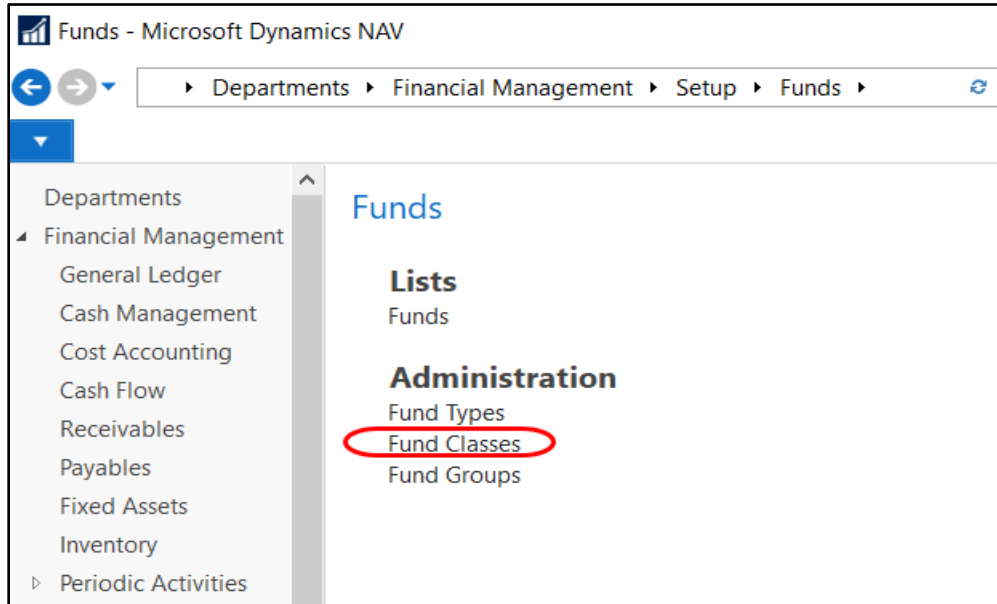 Funds - Microsoft Dynamics NAV
Departments Financial Management Setup Funds
Departments
Financial Management
General Ledger
Cash Management
Cost Accounting
Cash Flow
Receivables
Payables
Fixed Assets
Inventory
Periodic Activities
Funds
Lists
Funds
Administration
Fund Types
Fund Classes
Fund Groups